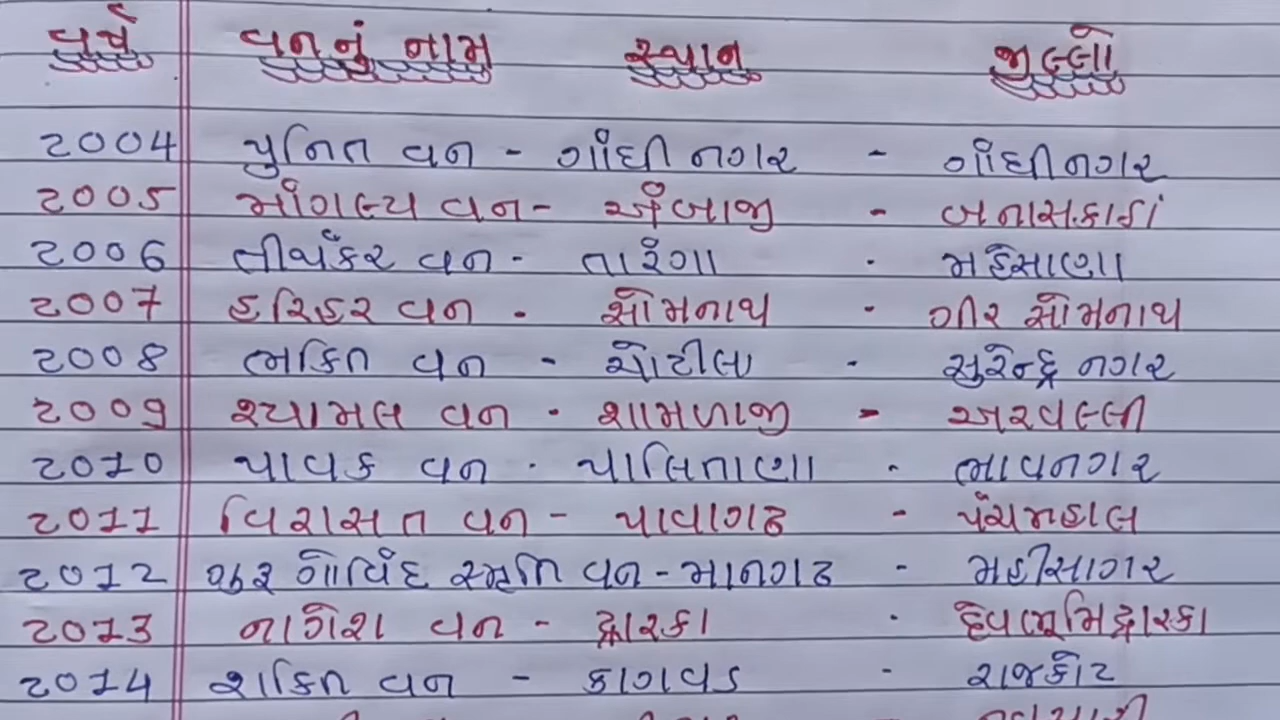 વર્ષ વનનું નામ સ્થાન જીલ્લો
2004 પુનિત વન - ગાંધીનગર - ગાંધીનગર
2005 માંગલ્ય વન - અંબાજી - બનાસકાઠાં
2006 તીર્થંકર વન - તારંગા - મહેસાણા
2007 હરિહર વન - સોમનાથ - ગીર સોમનાથ
2008 ભકિત વન - ચોટીલા - સુરેન્દ્રનગર
2009 શ્યામલ વન - શામળાજી - અરવલ્લી
2010 પાવક વન - પાલિતાણા - ભાવનગર
2011 વિરાસત વન - પાવાગઢ - પંચમહાલ
2012 ગોવિંદ સ્મૃતિ વન - માનગઢ - મહીસાગર
2013 નાગેશ વન - દ્વારકા - દેવભૂમિદ્વારકા
2014 શકિત વન - કાગવડ - રાજકોટ